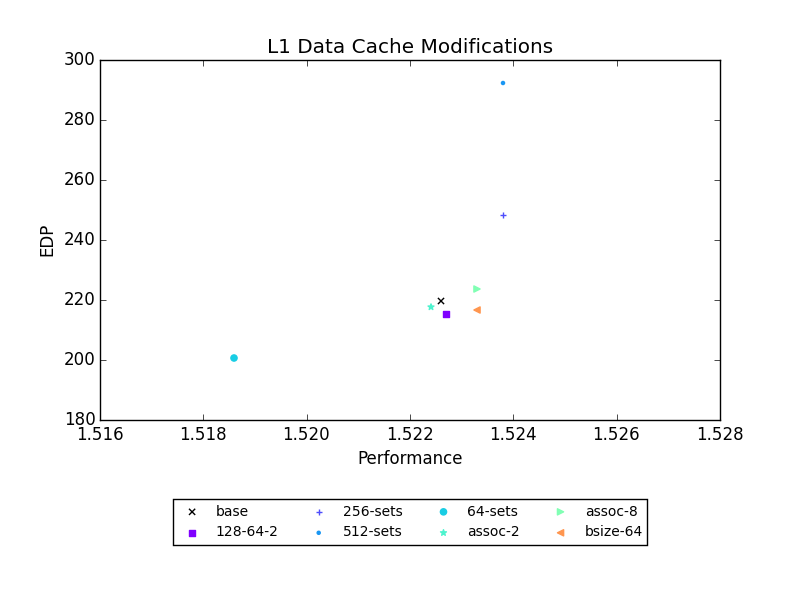 L1 Data Cache Modifications
300
280
260
240
220
200
180
EDP
1.516 1.518 1.520 1.522 1.524 1.526 1.528
Performance
base 256-sets 64-sets assoc-8
128-64-2 512-sets assoc-2 bsize-64